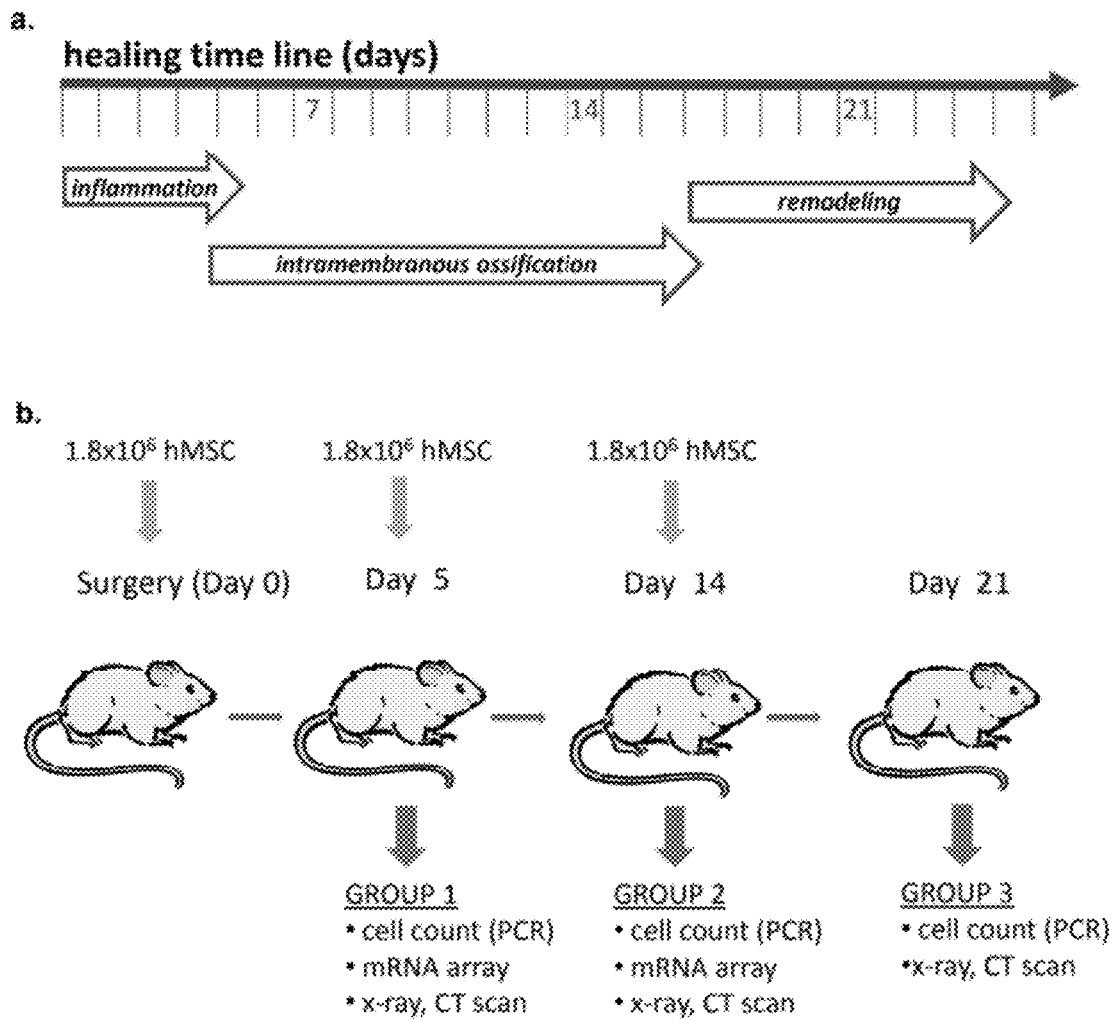 a.
healing time line (days)
7 14 21
inflammation
remodeling
intramembranous ossification
b.
1.8x10⁶ hMSC 1.8x10⁶ hMSC 1.8x10⁶ hMSC
Surgery (Day 0) Day 5 Day 14 Day 21
GROUP 1 GROUP 2 GROUP 3
• cell count (PCR) • cell count (PCR) • cell count (PCR)
• mRNA array • mRNA array • x-ray, CT scan
• x-ray, CT scan • x-ray, CT scan